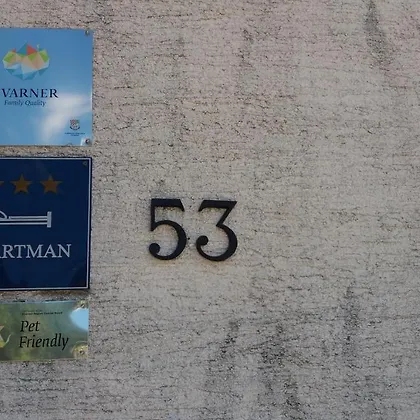 VARNER
Family Quality
ARTMAN
53
Pet
Friendly